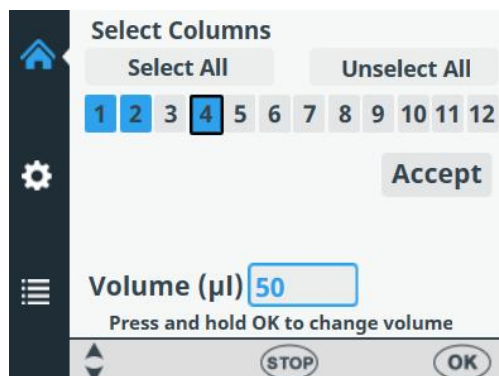 Select Columns
Select All Unselect All
1 2 3 4 5 6 7 8 9 10 11 12
Accept
Volume (µl) 50
Press and hold OK to change volume
STOP OK